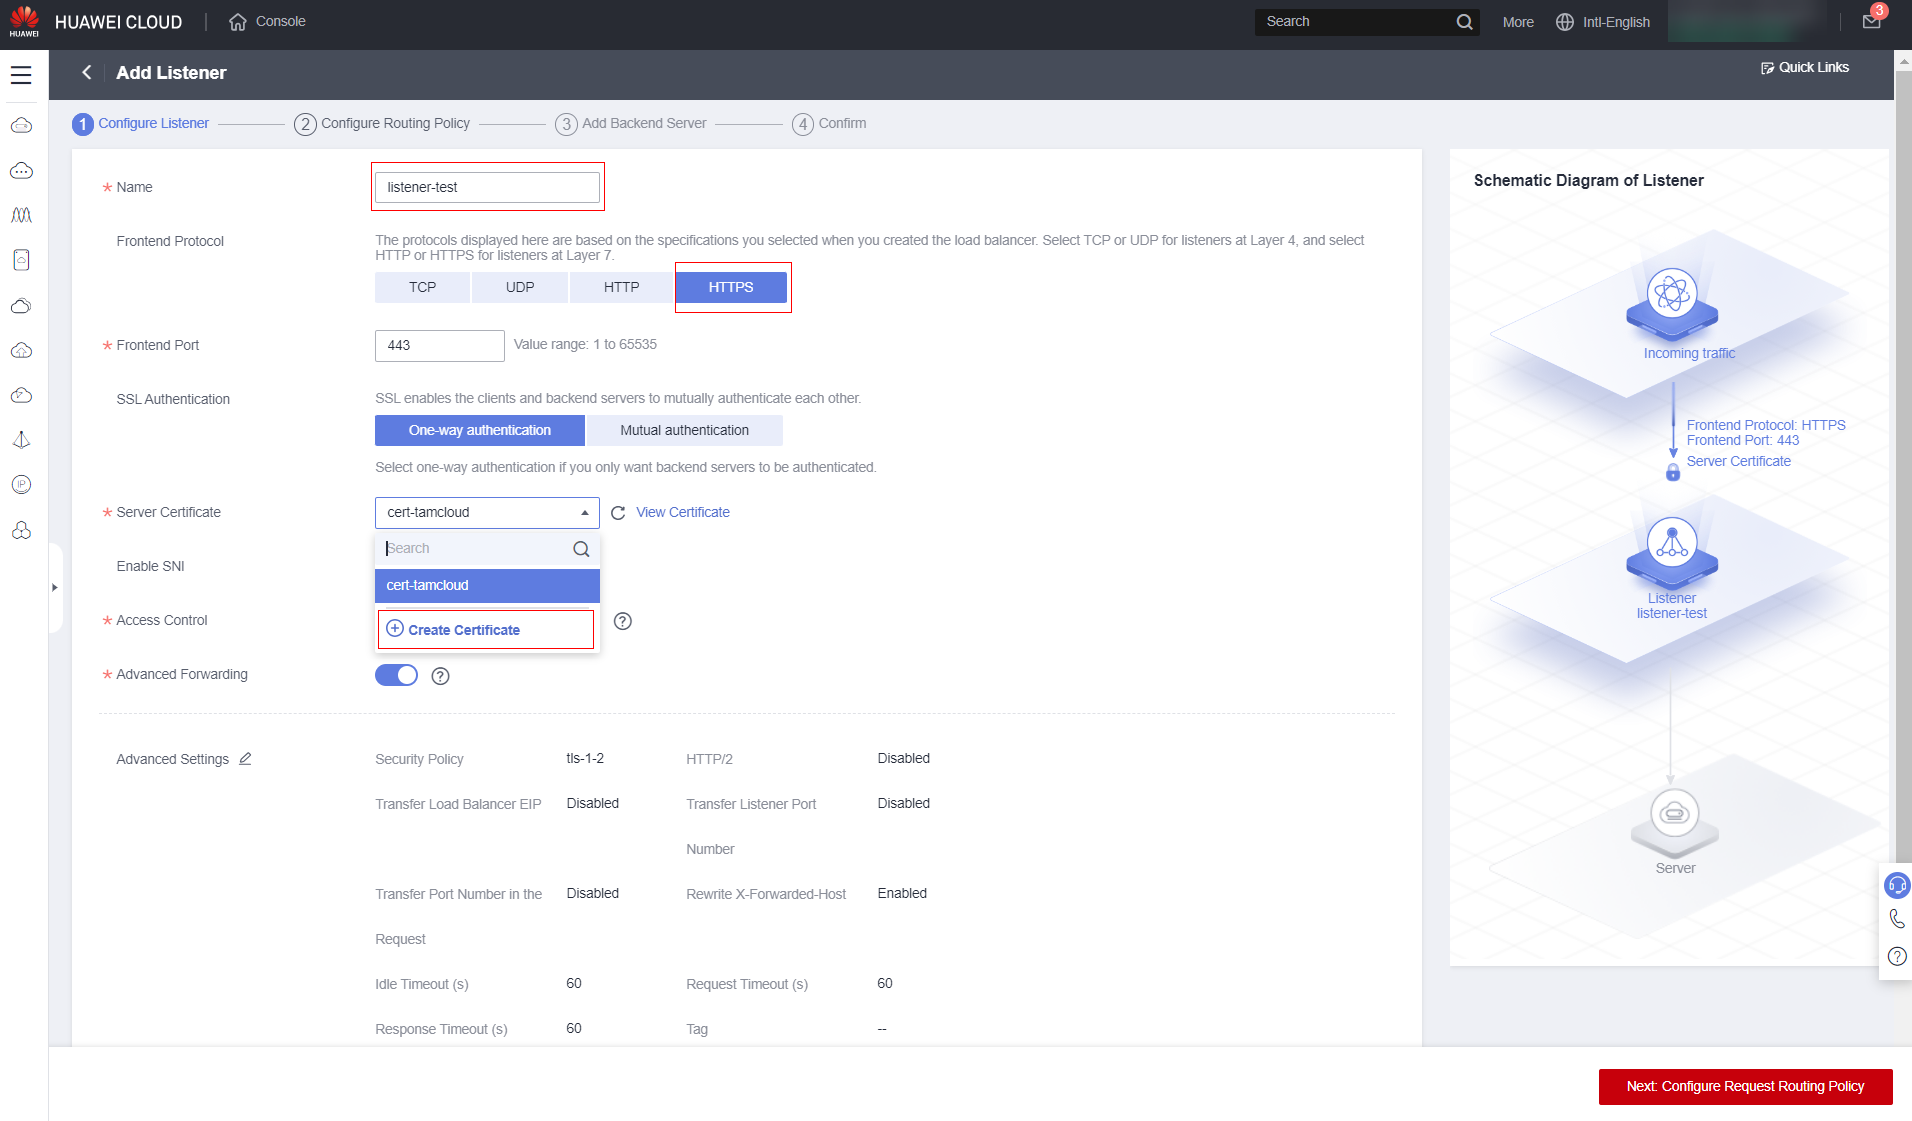 HUAWEI
HUAWEI CLOUD
Console
Search
More
Intl-English
3
Add Listener
Quick Links
1 Configure Listener
2 Configure Routing Policy
3 Add Backend Server
4 Confirm
* Name
listener-test
Frontend Protocol
The protocols displayed here are based on the specifications you selected when you created the load balancer. Select TCP or UDP for listeners at Layer 4, and select
HTTP or HTTPS for listeners at Layer 7.
TCP
UDP
HTTP
HTTPS
* Frontend Port
443
Value range: 1 to 65535
SSL Authentication
SSL enables the clients and backend servers to mutually authenticate each other.
One-way authentication
Mutual authentication
Select one-way authentication if you only want backend servers to be authenticated.
* Server Certificate
cert-tamcloud
View Certificate
Search
Enable SNI
cert-tamcloud
* Access Control
Create Certificate
?
* Advanced Forwarding
?
Advanced Settings
Security Policy
tls-1-2
HTTP/2
Disabled
Transfer Load Balancer EIP
Disabled
Transfer Listener Port
Number
Disabled
Transfer Port Number in the
Request
Disabled
Rewrite X-Forwarded-Host
Enabled
Idle Timeout (s)
60
Request Timeout (s)
60
Response Timeout (s)
60
Tag
--
Schematic Diagram of Listener
Incoming traffic
Frontend Protocol: HTTPS
Frontend Port: 443
Server Certificate
Listener
listener-test
Server
IP
?
Next: Configure Request Routing Policy